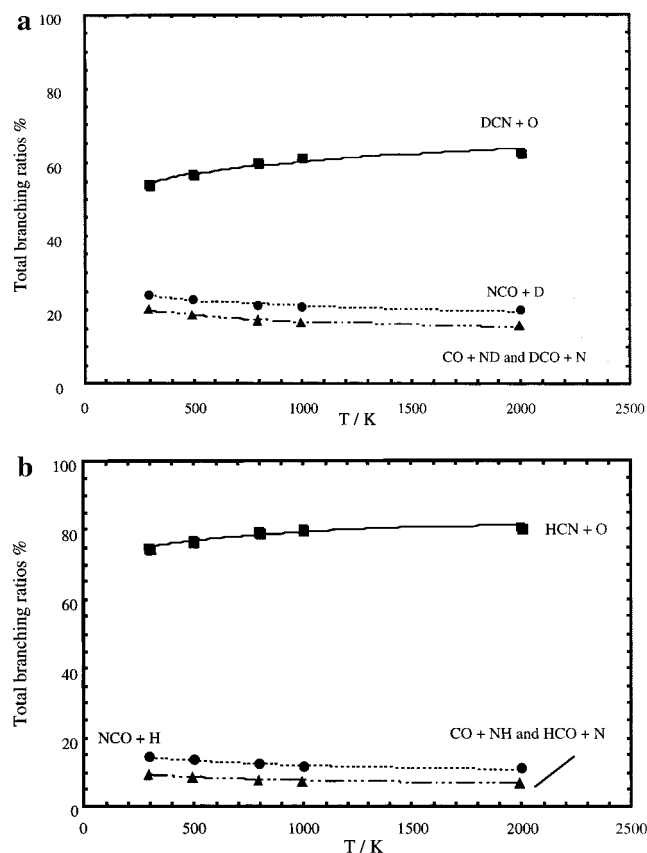 a
Total branching ratios %
100
80
60
40
20
0
DCN + O
NCO + D
CO + ND and DCO + N
0 500 1000 1500 2000 2500
T / K
b
Total branching ratios %
100
80
60
40
20
0
HCN + O
NCO + H
CO + NH and HCO + N
0 500 1000 1500 2000 2500
T / K